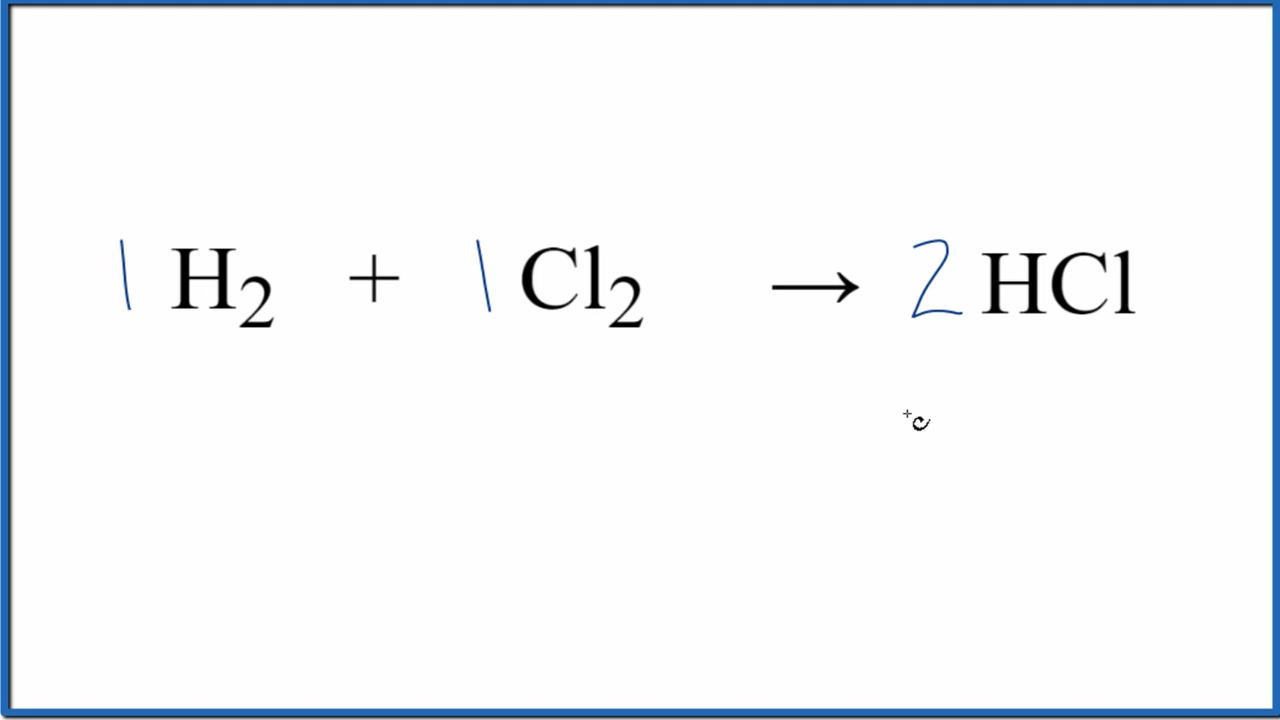 1 H₂ + 1 Cl₂ → 2 HCl